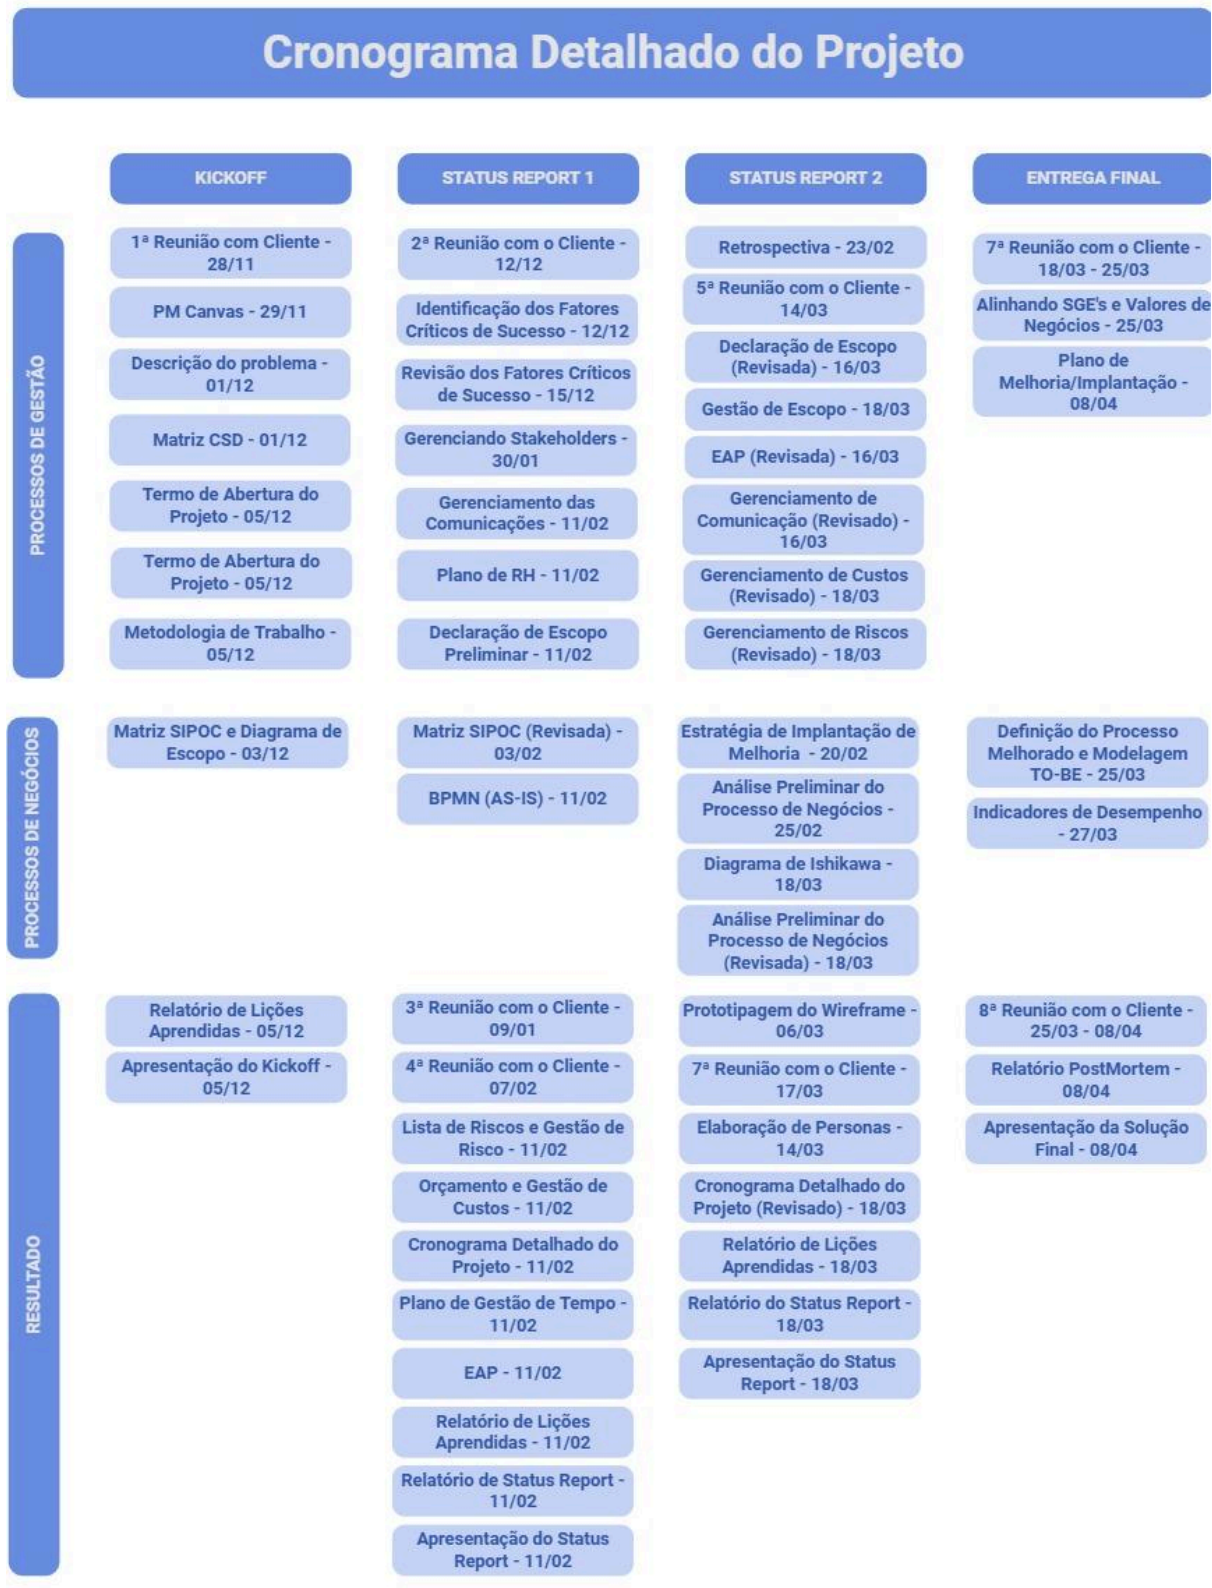 Cronograma Detalhado do Projeto
KICKOFF
STATUS REPORT 1
STATUS REPORT 2
ENTREGA FINAL
PROCESSOS DE GESTÃO
1ª Reunião com Cliente -
28/11
PM Canvas - 29/11
Descrição do problema -
01/12
Matriz CSD - 01/12
Termo de Abertura do
Projeto - 05/12
Termo de Abertura do
Projeto - 05/12
Metodologia de Trabalho -
05/12
2ª Reunião com o Cliente -
12/12
Identificação dos Fatores
Críticos de Sucesso - 12/12
Revisão dos Fatores Críticos
de Sucesso - 15/12
Gerenciando Stakeholders -
30/01
Gerenciamento das
Comunicações - 11/02
Plano de RH - 11/02
Declaração de Escopo
Preliminar - 11/02
Retrospectiva - 23/02
5ª Reunião com o Cliente -
14/03
Declaração de Escopo
(Revisada) - 16/03
Gestão de Escopo - 18/03
EAP (Revisada) - 16/03
Gerenciamento de
Comunicação (Revisado) -
16/03
Gerenciamento de Custos
(Revisado) - 18/03
Gerenciamento de Riscos
(Revisado) - 18/03
7ª Reunião com o Cliente -
18/03 - 25/03
Alinhando SGE's e Valores de
Negócios - 25/03
Plano de
Melhoria/Implantação -
08/04
PROCESSOS DE NEGÓCIOS
Matriz SIPOC e Diagrama de
Escopo - 03/12
Matriz SIPOC (Revisada) -
03/02
BPMN (AS-IS) - 11/02
Estratégia de Implantação de
Melhoria - 20/02
Análise Preliminar do
Processo de Negócios -
25/02
Diagrama de Ishikawa -
18/03
Análise Preliminar do
Processo de Negócios
(Revisada) - 18/03
Definição do Processo
Melhorado e Modelagem
TO-BE - 25/03
Indicadores de Desempenho
- 27/03
RESULTADO
Relatório de Lições
Aprendidas - 05/12
Apresentação do Kickoff -
05/12
3ª Reunião com o Cliente -
09/01
4ª Reunião com o Cliente -
07/02
Lista de Riscos e Gestão de
Risco - 11/02
Orçamento e Gestão de
Custos - 11/02
Cronograma Detalhado do
Projeto - 11/02
Plano de Gestão de Tempo -
11/02
EAP - 11/02
Relatório de Lições
Aprendidas - 11/02
Relatório de Status Report -
11/02
Apresentação do Status
Report - 11/02
Prototipagem do Wireframe -
06/03
7ª Reunião com o Cliente -
17/03
Elaboração de Personas -
14/03
Cronograma Detalhado do
Projeto (Revisado) - 18/03
Relatório de Lições
Aprendidas - 18/03
Relatório do Status Report -
18/03
Apresentação do Status
Report - 18/03
8ª Reunião com o Cliente -
25/03 - 08/04
Relatório PostMortem -
08/04
Apresentação da Solução
Final - 08/04